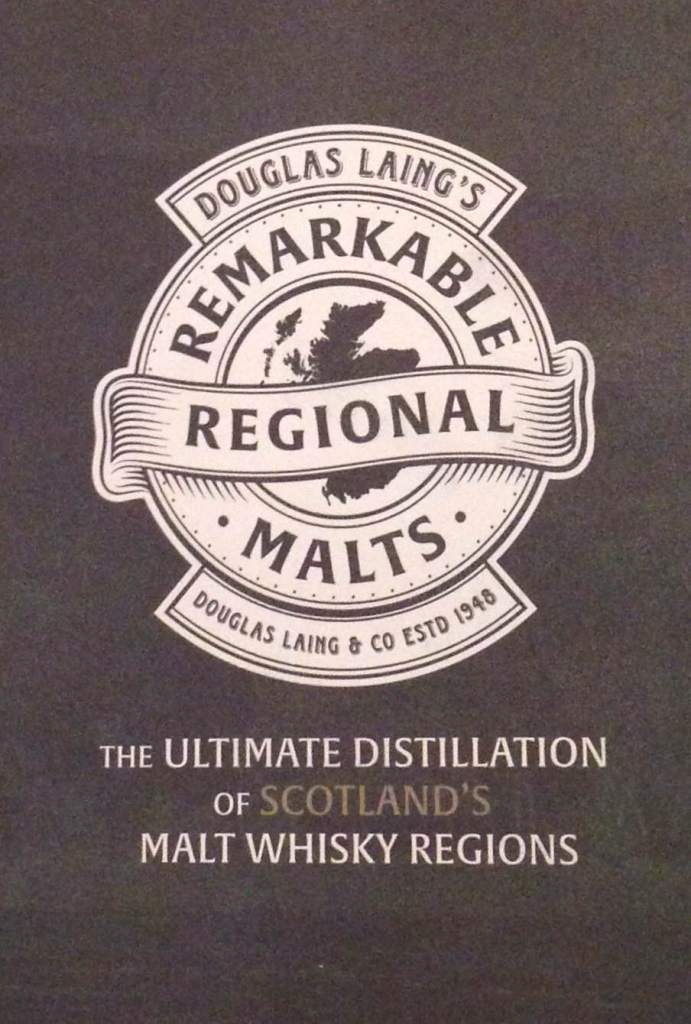 DOUGLAS LAING'S
REMARKABLE
REGIONAL
• MALTS •
DOUGLAS LAING & CO ESTD 1948
THE ULTIMATE DISTILLATION
OF SCOTLAND'S
MALT WHISKY REGIONS